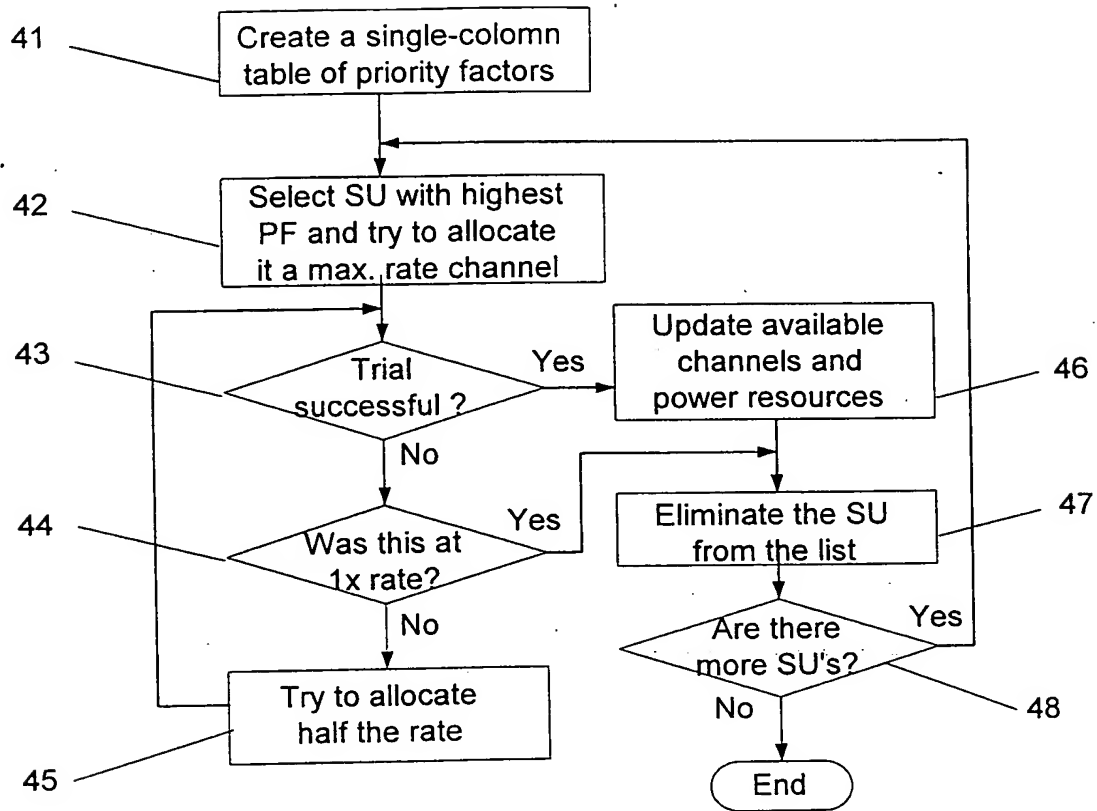 41
Create a single-colomn
table of priority factors
42
Select SU with highest
PF and try to allocate
it a max. rate channel
43
Trial
successful ?
Yes
No
Update available
channels and
power resources
46
44
Was this at
1x rate?
Yes
No
Eliminate the SU
from the list
47
Are there
more SU's?
Yes
No
48
Try to allocate
half the rate
45
End